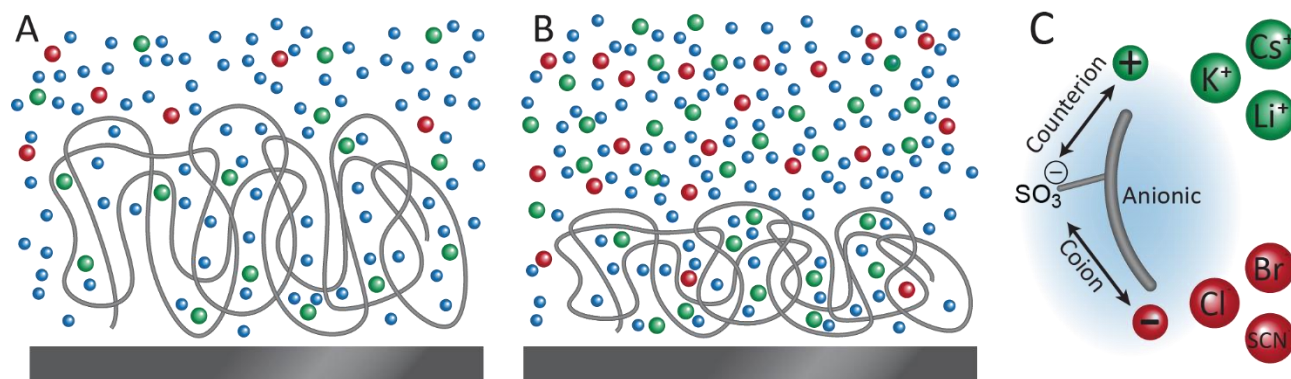 A
B
C
Counterion
+
K+
Cs+
Li+
−
SO3
Anionic
Coion
−
Cl
Br
SCN